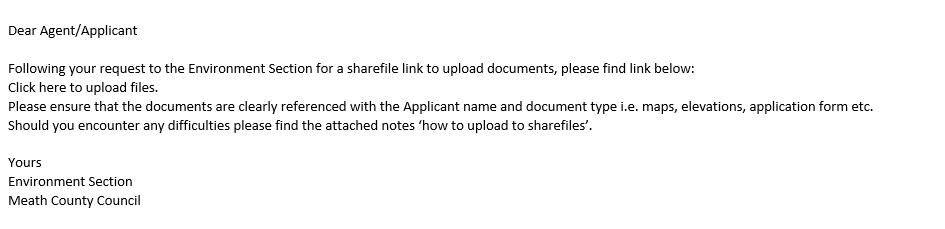 Dear Agent/Applicant
Following your request to the Environment Section for a sharefile link to upload documents, please find link below:
Click here to upload files.
Please ensure that the documents are clearly referenced with the Applicant name and document type i.e. maps, elevations, application form etc.
Should you encounter any difficulties please find the attached notes ‘how to upload to sharefiles’.
Yours
Environment Section
Meath County Council